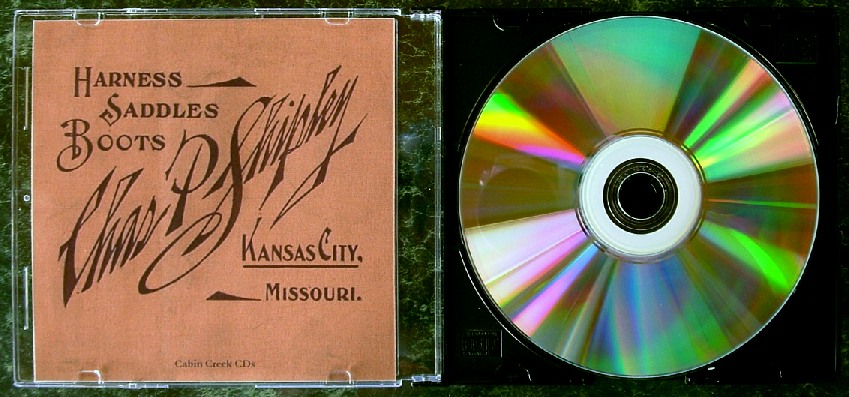 HARNESS
& SADDLES
BOOTS
Chas P Shipley
KANSAS CITY,
MISSOURI.
Cabin Creek CDs